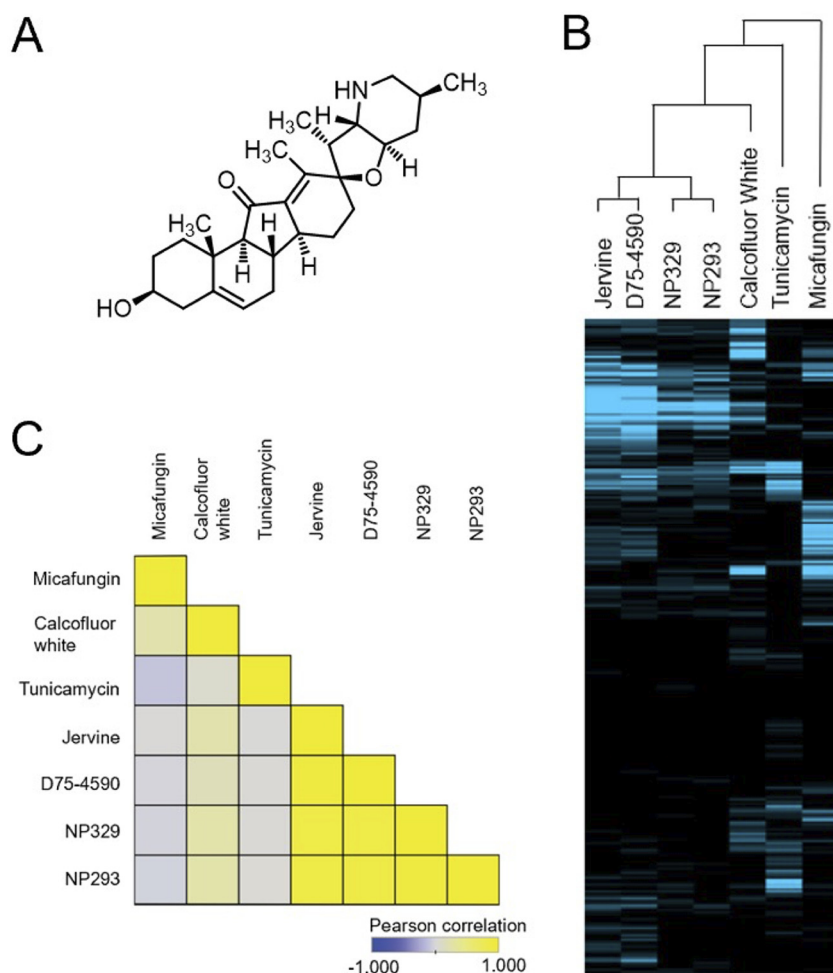 A
HN
CH3
H3C
H
H3C
O
O
H
H3C
H
H
H
HO
B
Jervine
D75-4590
NP329
NP293
Calcofluor White
Tunicamycin
Micafungin
C
Micafungin
Calcofluor
white
Tunicamycin
Jervine
D75-4590
NP329
NP293
Micafungin
Calcofluor
white
Tunicamycin
Jervine
D75-4590
NP329
NP293
Pearson correlation
-1.000
1.000